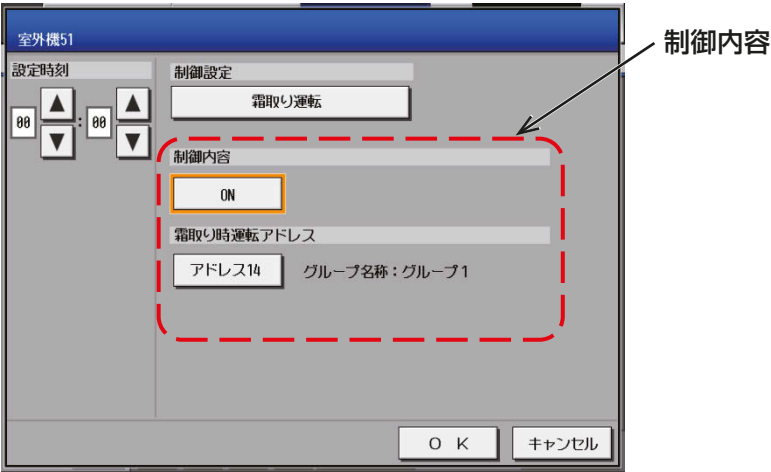 室外機51
制御内容
設定時刻
00 : 00
制御設定
霜取り運転
制御内容
ON
霜取り時運転アドレス
アドレス14 グループ名称：グループ1
ＯＫ キャンセル